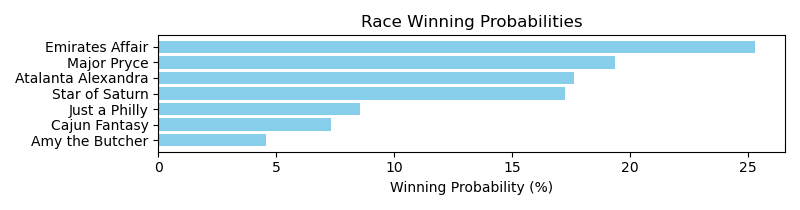 Race Winning Probabilities
Emirates Affair
Major Pryce
Atalanta Alexandra
Star of Saturn
Just a Philly
Cajun Fantasy
Amy the Butcher
0 5 10 15 20 25
Winning Probability (%)